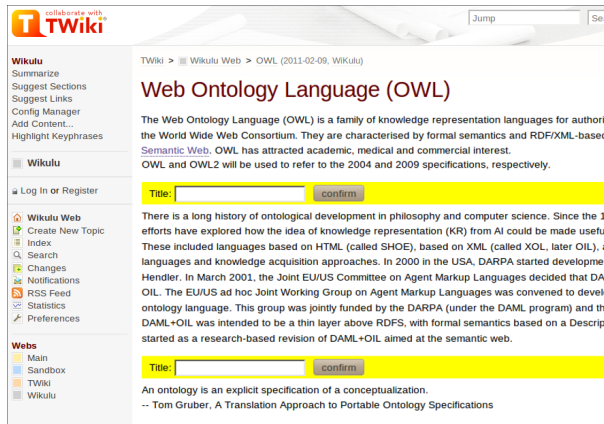 collaborate with
TWiki
Jump
Wikulu
Summarize
Suggest Sections
Suggest Links
Config Manager
Add Content...
Highlight Keyphrases
Wikulu
Log In or Register
Wikulu Web
Create New Topic
Index
Search
Changes
Notifications
RSS Feed
Statistics
Preferences
Webs
Main
Sandbox
TWiki
Wikulu
TWiki > Wikulu Web > OWL (2011-02-09, WiKulu)
Web Ontology Language (OWL)
The Web Ontology Language (OWL) is a family of knowledge representation languages for authori
the World Wide Web Consortium. They are characterised by formal semantics and RDF/XML-based
Semantic Web. OWL has attracted academic, medical and commercial interest.
OWL and OWL2 will be used to refer to the 2004 and 2009 specifications, respectively.
Title: confirm
There is a long history of ontological development in philosophy and computer science. Since the 1
efforts have explored how the idea of knowledge representation (KR) from AI could be made usefu
These included languages based on HTML (called SHOE), based on XML (called XOL, later OIL), a
languages and knowledge acquisition approaches. In 2000 in the USA, DARPA started developme
Hendler. In March 2001, the Joint EU/US Committee on Agent Markup Languages decided that DA
OIL. The EU/US ad hoc Joint Working Group on Agent Markup Languages was convened to devel
ontology language. This group was jointly funded by the DARPA (under the DAML program) and th
DAML+OIL was intended to be a thin layer above RDFS, with formal semantics based on a Descrip
started as a research-based revision of DAML+OIL aimed at the semantic web.
Title: confirm
An ontology is an explicit specification of a conceptualization.
-- Tom Gruber, A Translation Approach to Portable Ontology Specifications